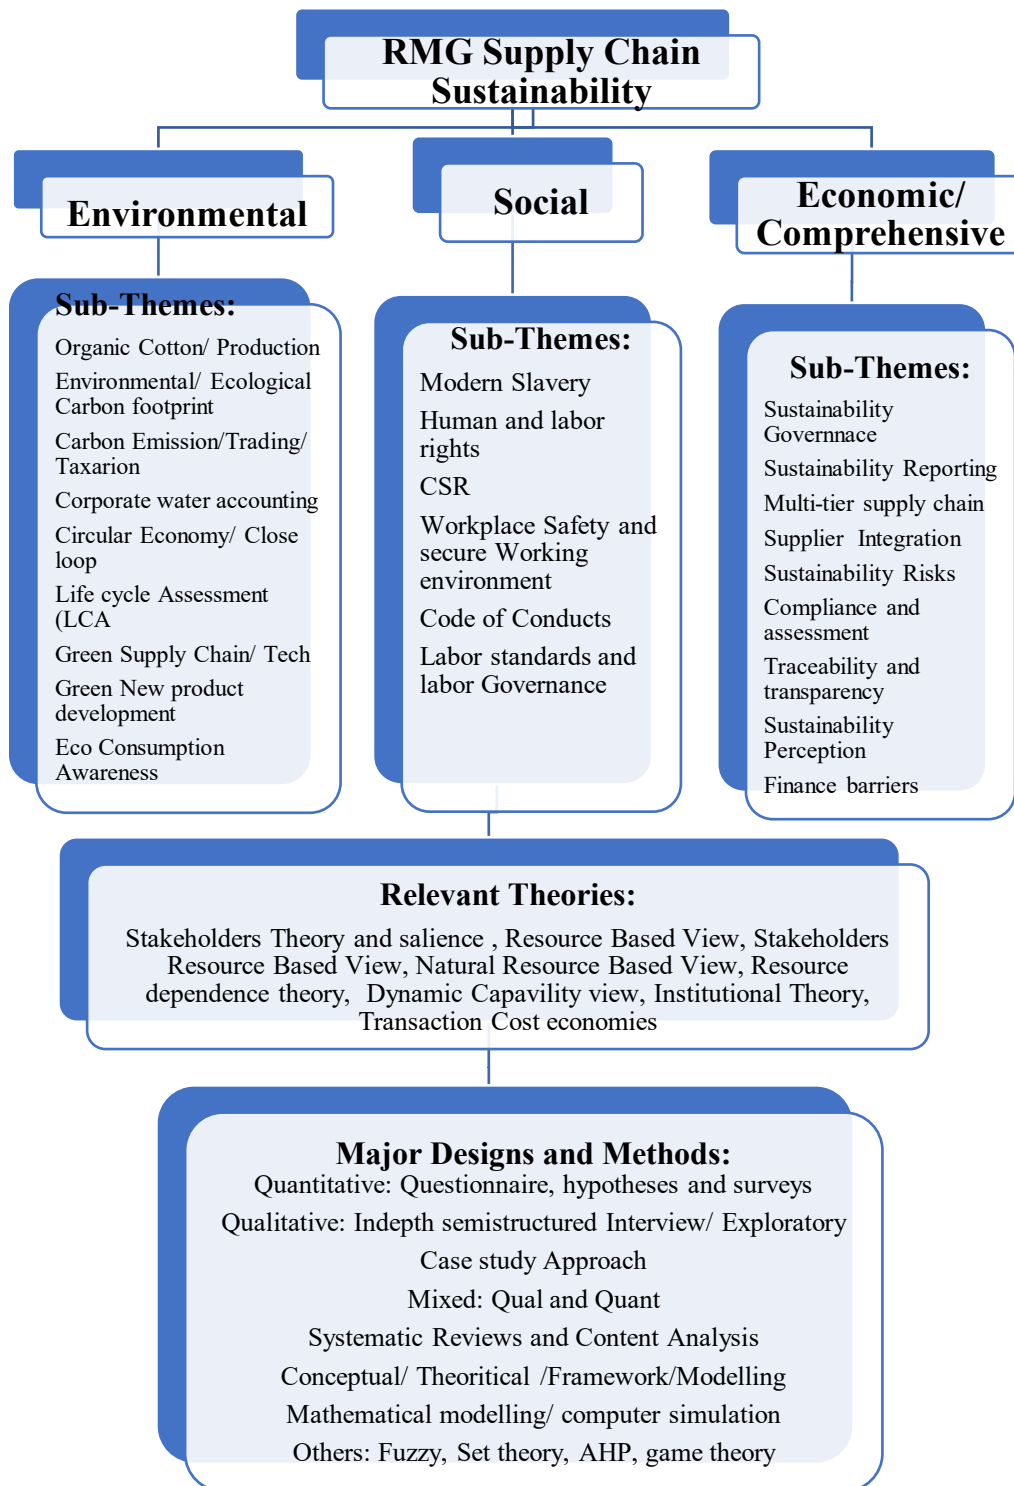 RMG Supply Chain
Sustainability
Environmental
Social
Economic/
Comprehensive
Sub-Themes:
Organic Cotton/ Production
Environmental/ Ecological
Carbon footprint
Carbon Emission/Trading/
Taxarion
Corporate water accounting
Circular Economy/ Close
loop
Life cycle Assessment
(LCA
Green Supply Chain/ Tech
Green New product
development
Eco Consumption
Awareness
Sub-Themes:
Modern Slavery
Human and labor
rights
CSR
Workplace Safety and
secure Working
environment
Code of Conducts
Labor standards and
labor Governance
Sub-Themes:
Sustainability
Governnace
Sustainability Reporting
Multi-tier supply chain
Supplier Integration
Sustainability Risks
Compliance and
assessment
Traceability and
transparency
Sustainability
Perception
Finance barriers
Relevant Theories:
Stakeholders Theory and salience , Resource Based View, Stakeholders
Resource Based View, Natural Resource Based View, Resource
dependence theory, Dynamic Capavility view, Institutional Theory,
Transaction Cost economies
Major Designs and Methods:
Quantitative: Questionnaire, hypotheses and surveys
Qualitative: Indepth semistructured Interview/ Exploratory
Case study Approach
Mixed: Qual and Quant
Systematic Reviews and Content Analysis
Conceptual/ Theoritical /Framework/Modelling
Mathematical modelling/ computer simulation
Others: Fuzzy, Set theory, AHP, game theory